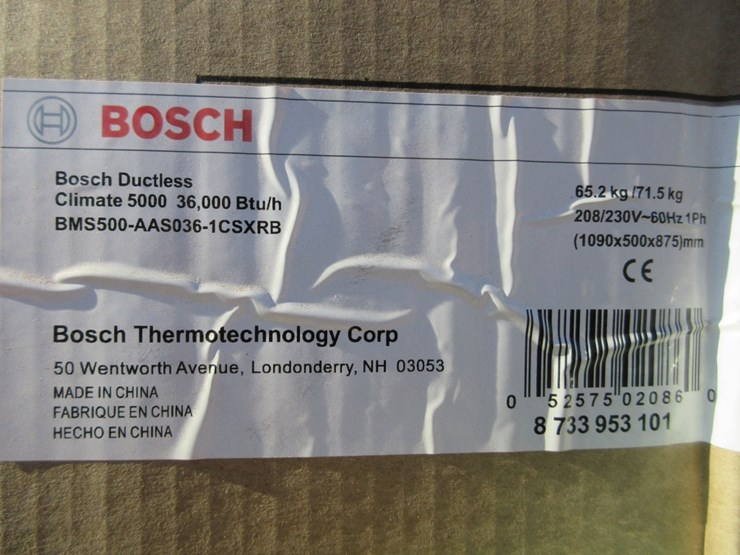 BOSCH
Bosch Ductless
Climate 5000 36,000 Btu/h
BMS500-AAS036-1CSXRB
65.2 kg /71.5 kg
208/230V~60Hz 1Ph
(1090x500x875)mm
CE
Bosch Thermotechnology Corp
50 Wentworth Avenue, Londonderry, NH 03053
MADE IN CHINA
FABRIQUE EN CHINA
HECHO EN CHINA
0 52575 02086 0
8 733 953 101